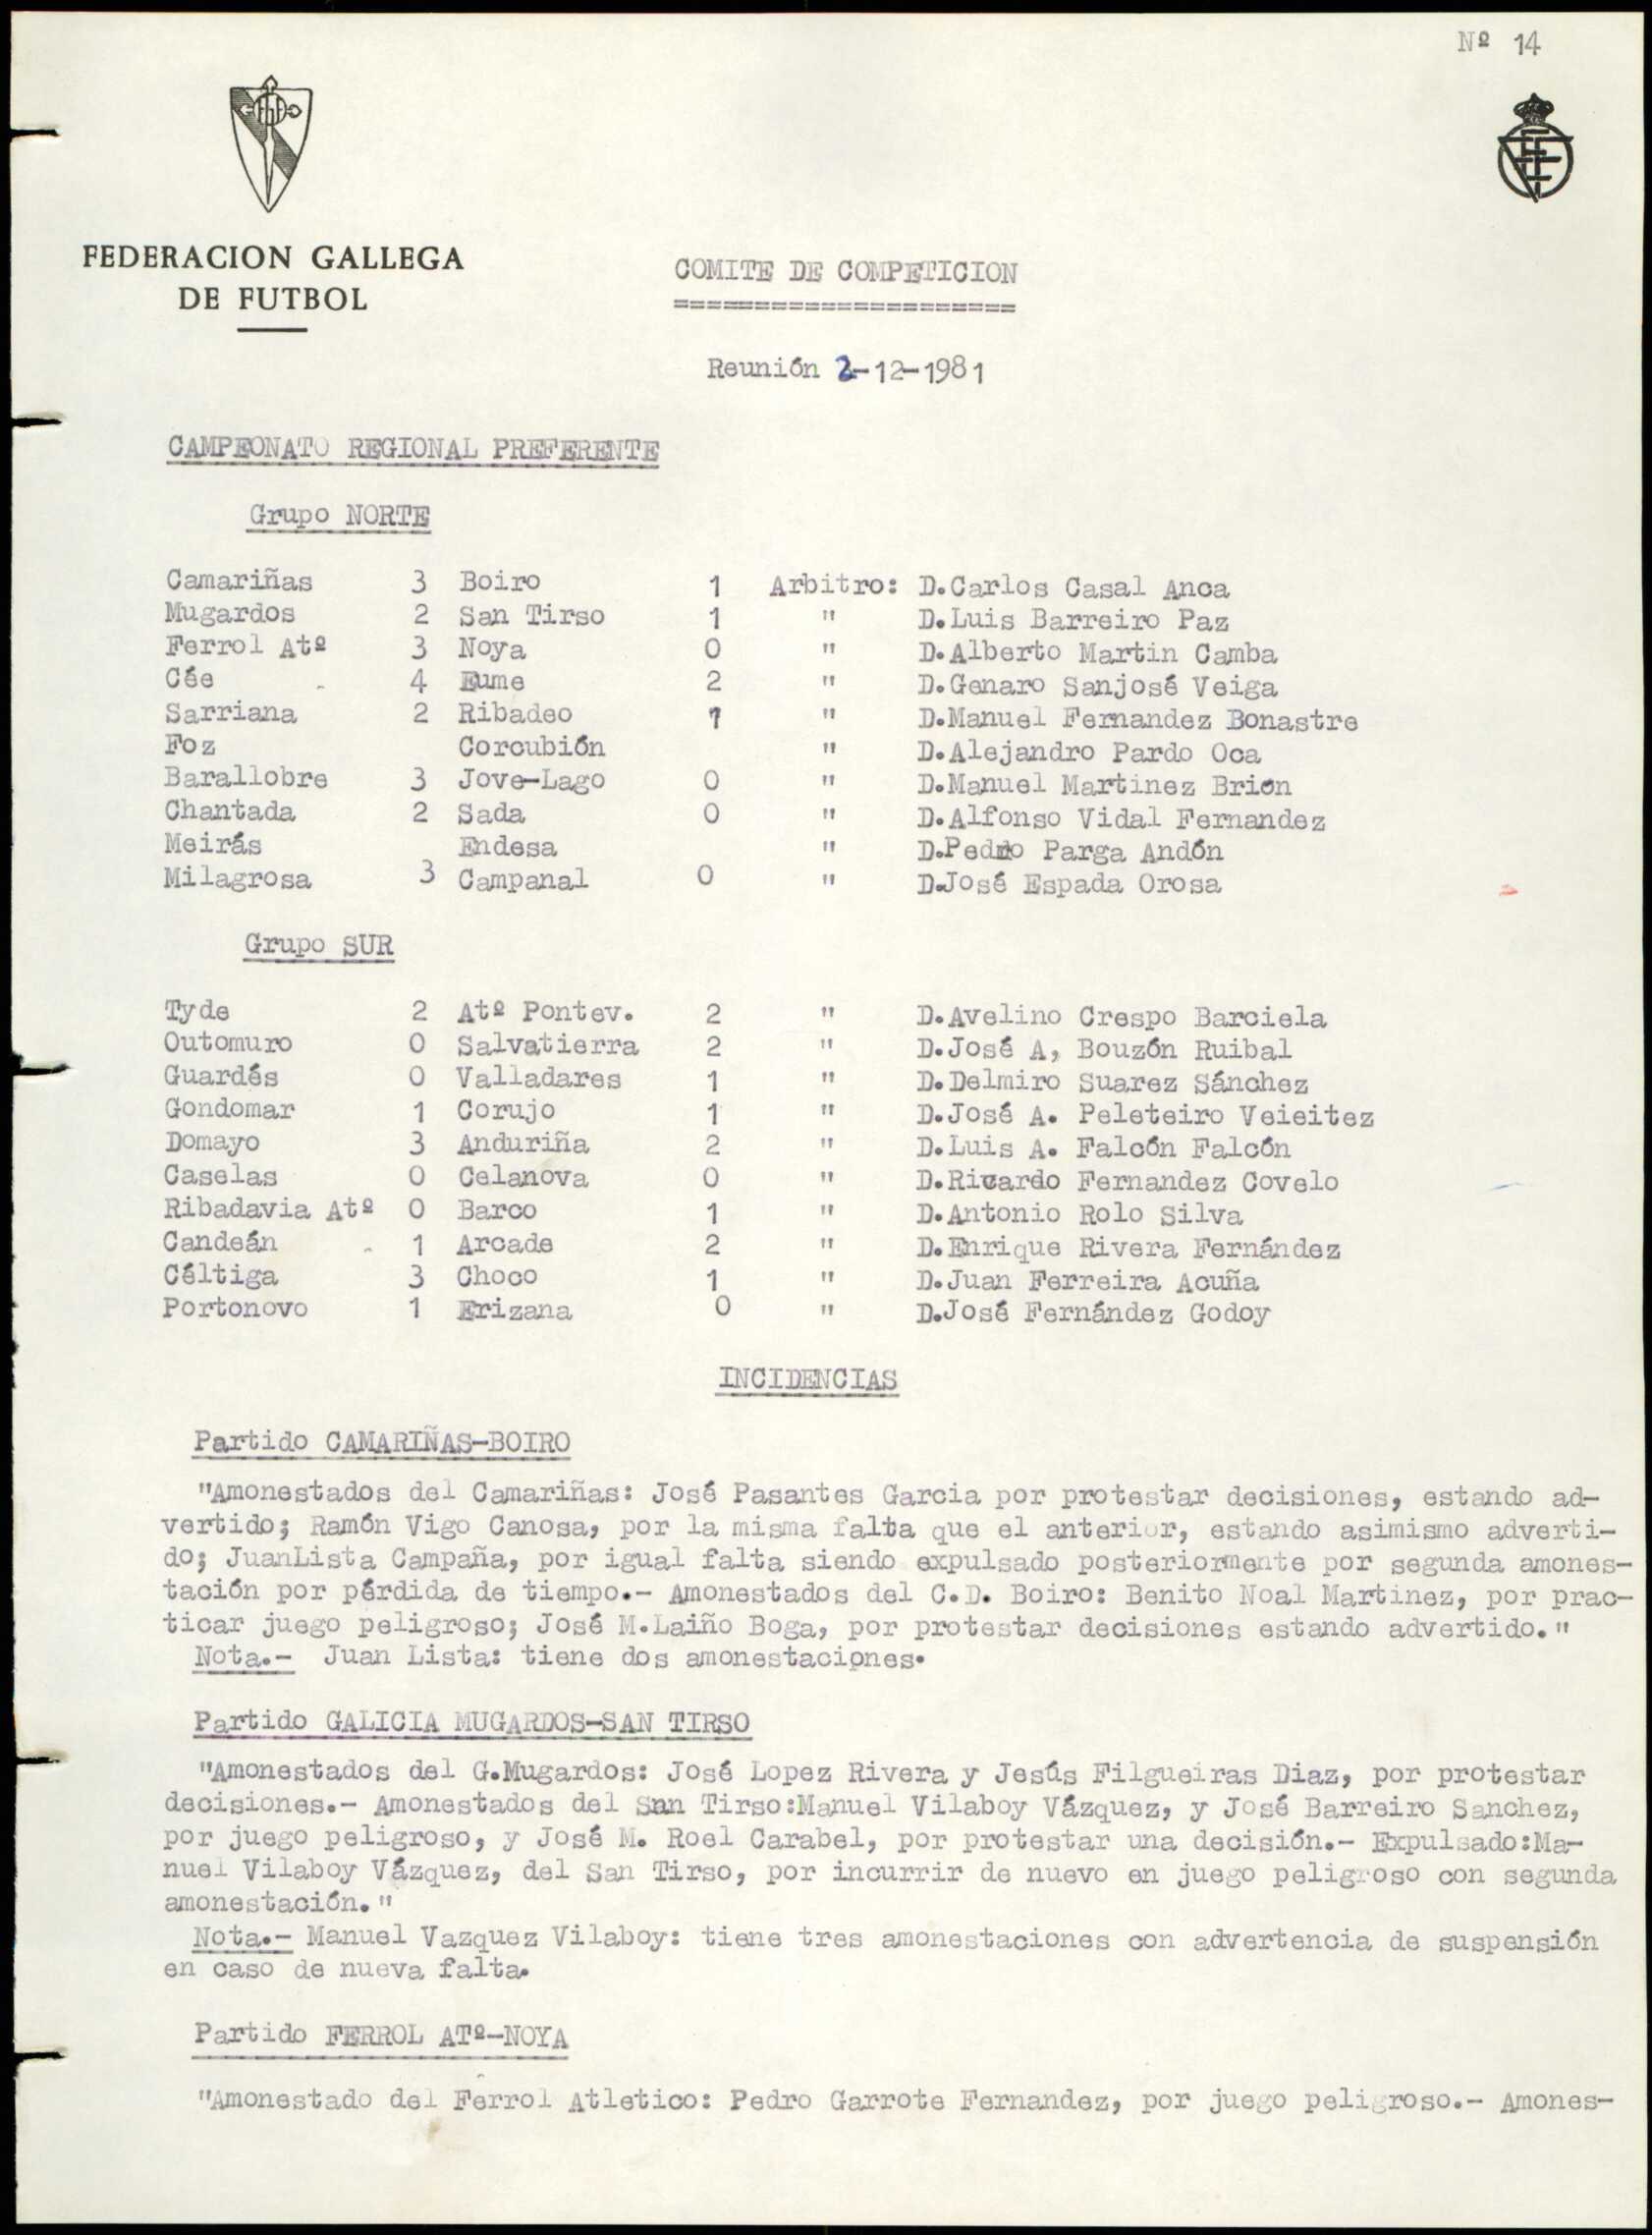 Nº 14
FEDERACION GALLEGA
DE FUTBOL
COMITE DE COMPETICION
=====================
Reunión 2-12-1981
CAMPEONATO REGIONAL PREFERENTE
Grupo NORTE
Camariñas 3 Boiro 1 Arbitro: D.Carlos Casal Anca
Mugardos 2 San Tirso 1 " D.Luis Barreiro Paz
Ferrol Atº 3 Noya 0 " D.Alberto Martin Camba
Cée 4 Eume 2 " D.Genaro Sanjosé Veiga
Sarriana 2 Ribadeo 1 " D.Manuel Fernandez Bonastre
Foz Corcubión " D.Alejandro Pardo Oca
Barallobre 3 Jove-Lago 0 " D.Manuel Martinez Brion
Chantada 2 Sada 0 " D.Alfonso Vidal Fernandez
Meirás Endesa " D.Pedro Parga Andón
Milagrosa 3 Campanal 0 " D.José Espada Orosa
Grupo SUR
Tyde 2 Atº Pontev. 2 " D.Avelino Crespo Barciela
Outomuro 0 Salvatierra 2 " D.José A, Bouzón Ruibal
Guardés 0 Valladares 1 " D.Delmiro Suarez Sánchez
Gondomar 1 Corujo 1 " D.José A. Peleteiro Veieitez
Domayo 3 Anduriña 2 " D.Luis A. Falcón Falcón
Caselas 0 Celanova 0 " D.Ricardo Fernandez Covelo
Ribadavia Atº 0 Barco 1 " D.Antonio Rolo Silva
Candeán 1 Arcade 2 " D.Enrique Rivera Fernández
Céltiga 3 Choco 1 " D.Juan Ferreira Acuña
Portonovo 1 Erizana 0 " D.José Fernández Godoy
INCIDENCIAS
Partido CAMARIÑAS-BOIRO
"Amonestados del Camariñas: José Pasantes Garcia por protestar decisiones, estando ad-
vertido; Ramón Vigo Canosa, por la misma falta que el anterior, estando asimismo adverti-
do; JuanLista Campaña, por igual falta siendo expulsado posteriormente por segunda amones-
tación por pérdida de tiempo.- Amonestados del C.D. Boiro: Benito Noal Martinez, por prac-
ticar juego peligroso; José M.Laiño Boga, por protestar decisiones estando advertido."
Nota.- Juan Lista: tiene dos amonestaciones.
Partido GALICIA MUGARDOS-SAN TIRSO
"Amonestados del G.Mugardos: José Lopez Rivera y Jesús Filgueiras Diaz, por protestar
decisiones.- Amonestados del San Tirso:Manuel Vilaboy Vázquez, y José Barreiro Sanchez,
por juego peligroso, y José M. Roel Carabel, por protestar una decisión.- Expulsado:Ma-
nuel Vilaboy Vázquez, del San Tirso, por incurrir de nuevo en juego peligroso con segunda
amonestación."
Nota.- Manuel Vazquez Vilaboy: tiene tres amonestaciones con advertencia de suspensión
en caso de nueva falta.
Partido FERROL ATº-NOYA
"Amonestado del Ferrol Atletico: Pedro Garrote Fernandez, por juego peligroso.- Amones-